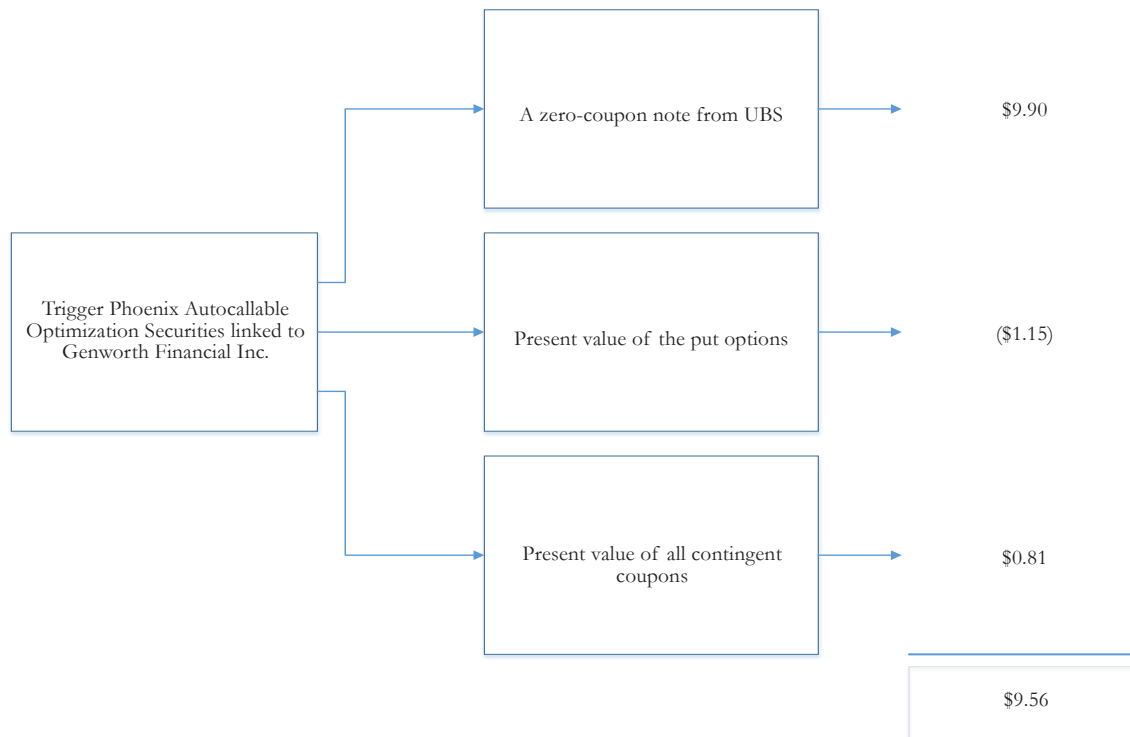 A zero-coupon note from UBS
$9.90
Trigger Phoenix Autocallable
Optimization Securities linked to
Genworth Financial Inc.
Present value of the put options
($1.15)
Present value of all contingent
coupons
$0.81
$9.56